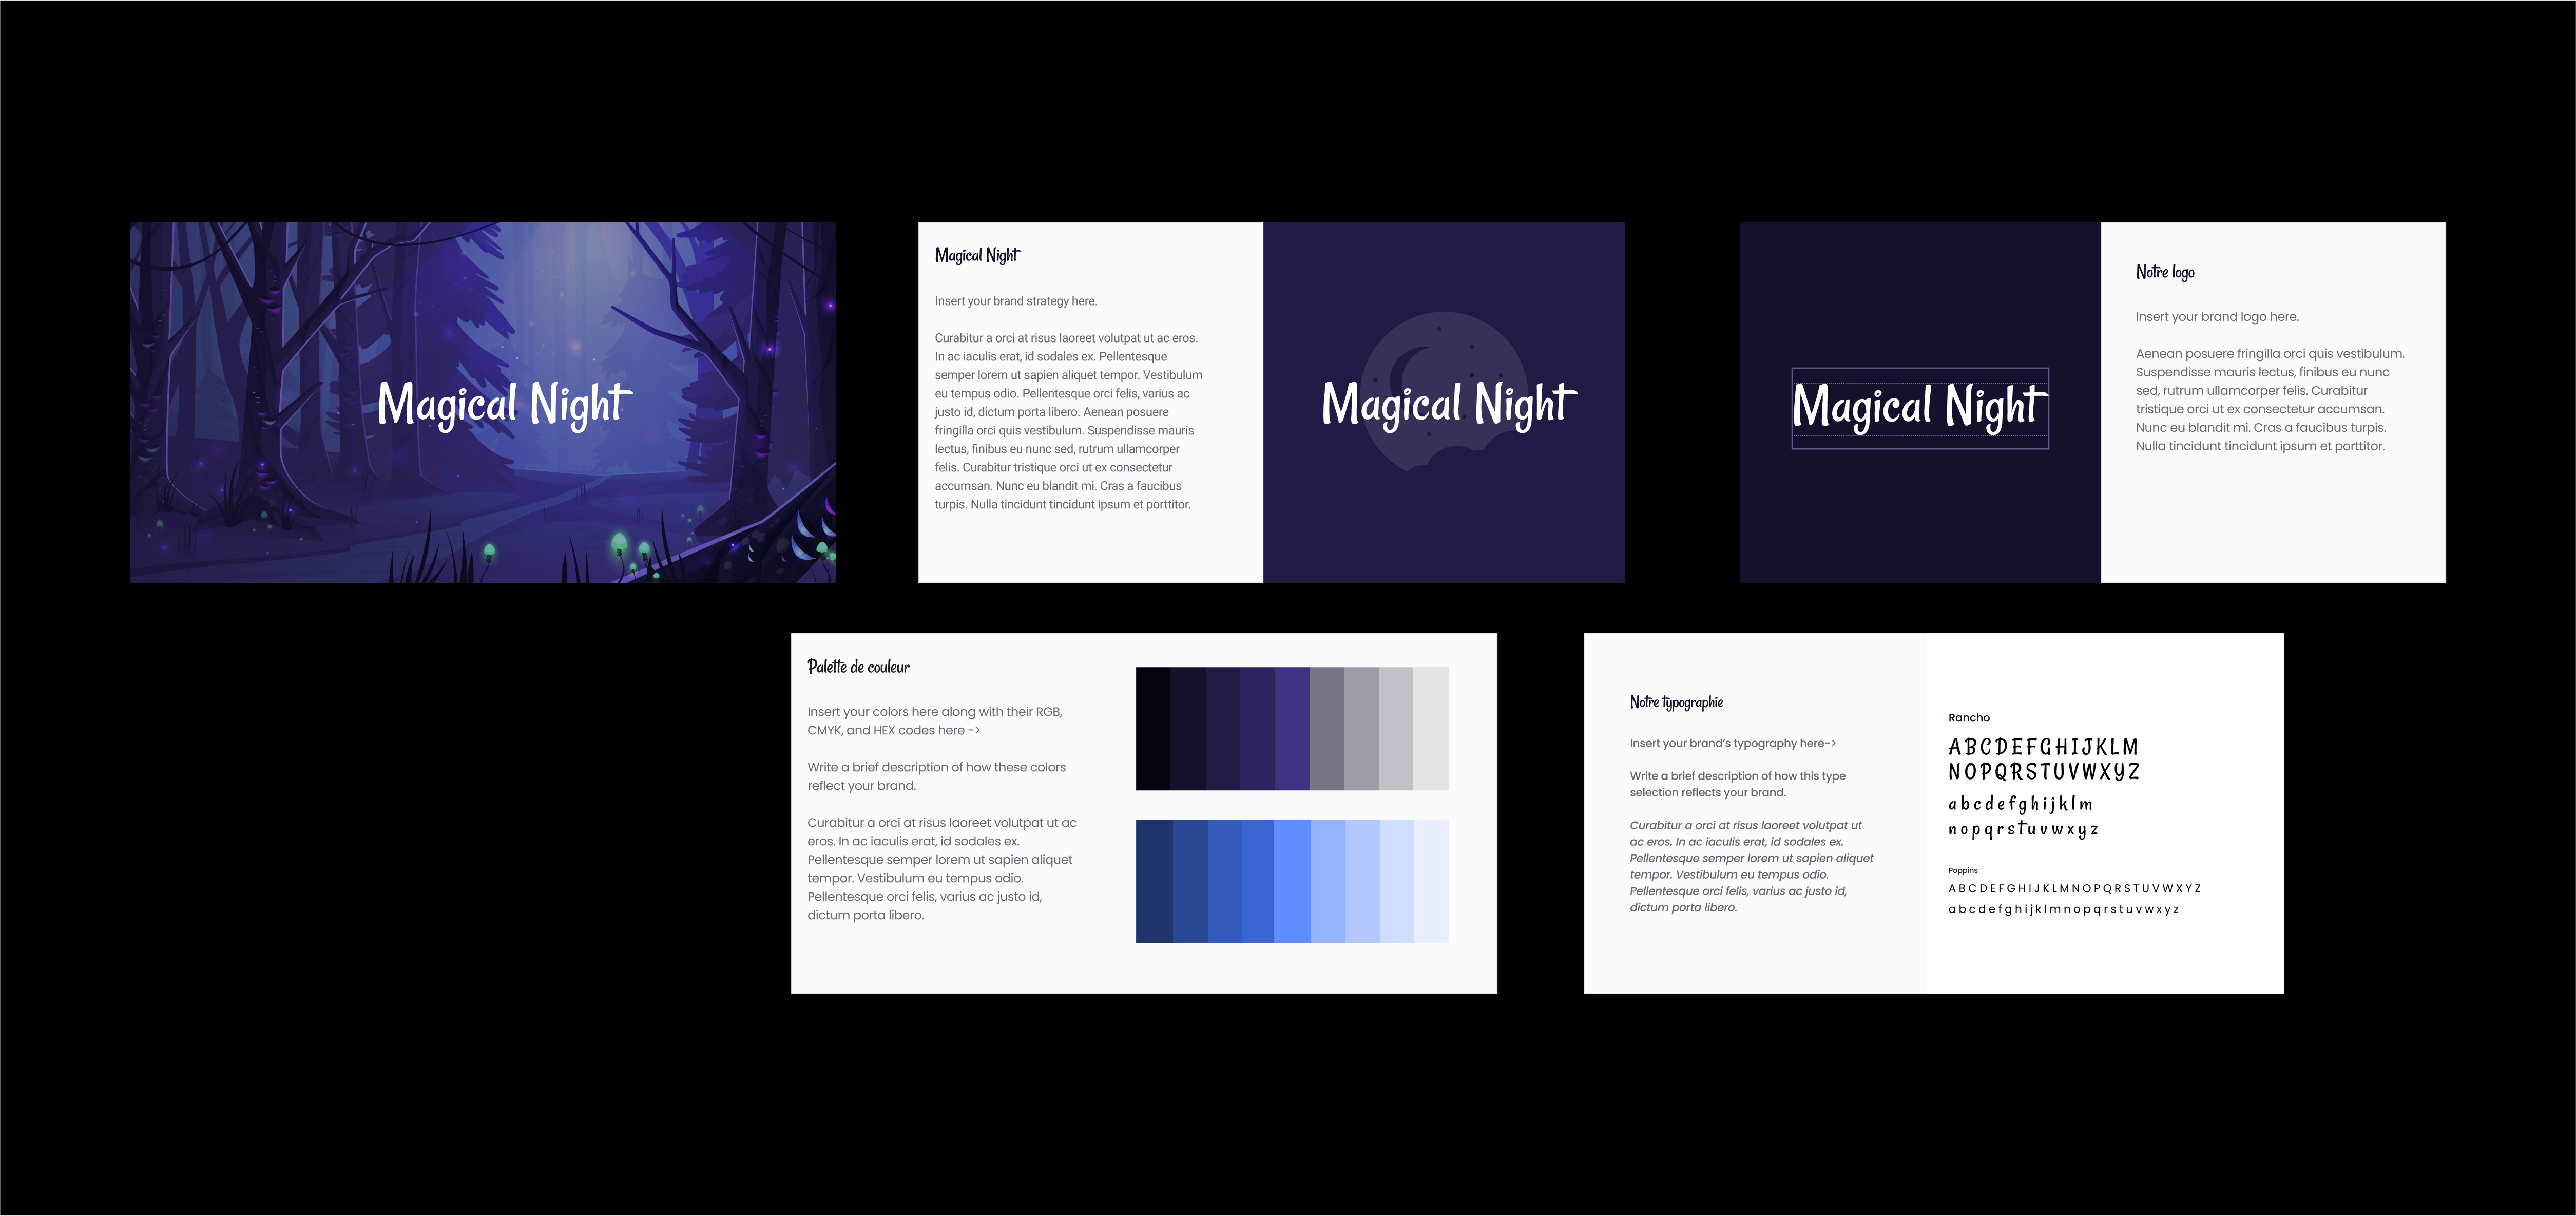 Magical Night
Magical Night
Insert your brand strategy here.
Curabitur a orci at risus laoreet volutpat ut ac eros.
In ac iaculis erat, id sodales ex. Pellentesque
semper lorem ut sapien aliquet tempor. Vestibulum
eu tempus odio. Pellentesque orci felis, varius ac
justo id, dictum porta libero. Aenean posuere
fringilla orci quis vestibulum. Suspendisse mauris
lectus, finibus eu nunc sed, rutrum ullamcorper
felis. Curabitur tristique orci ut ex consectetur
accumsan. Nunc eu blandit mi. Cras a faucibus
turpis. Nulla tincidunt tincidunt ipsum et porttitor.
Magical Night
Magical Night
Notre logo
Insert your brand logo here.
Aenean posuere fringilla orci quis vestibulum.
Suspendisse mauris lectus, finibus eu nunc
sed, rutrum ullamcorper felis. Curabitur
tristique orci ut ex consectetur accumsan.
Nunc eu blandit mi. Cras a faucibus turpis.
Nulla tincidunt tincidunt ipsum et porttitor.
Palette de couleur
Insert your colors here along with their RGB,
CMYK, and HEX codes here ->
Write a brief description of how these colors
reflect your brand.
Curabitur a orci at risus laoreet volutpat ut ac
eros. In ac iaculis erat, id sodales ex.
Pellentesque semper lorem ut sapien aliquet
tempor. Vestibulum eu tempus odio.
Pellentesque orci felis, varius ac justo id,
dictum porta libero.
Notre typographie
Insert your brand’s typography here->
Write a brief description of how this type
selection reflects your brand.
Curabitur a orci at risus laoreet volutpat ut
ac eros. In ac iaculis erat, id sodales ex.
Pellentesque semper lorem ut sapien aliquet
tempor. Vestibulum eu tempus odio.
Pellentesque orci felis, varius ac justo id,
dictum porta libero.
Rancho
A B C D E F G H I J K L M
N O P Q R S T U V W X Y Z
a b c d e f g h i j k l m
n o p q r s t u v w x y z
Poppins
A B C D E F G H I J K L M N O P Q R S T U V W X Y Z
a b c d e f g h i j k l m n o p q r s t u v w x y z